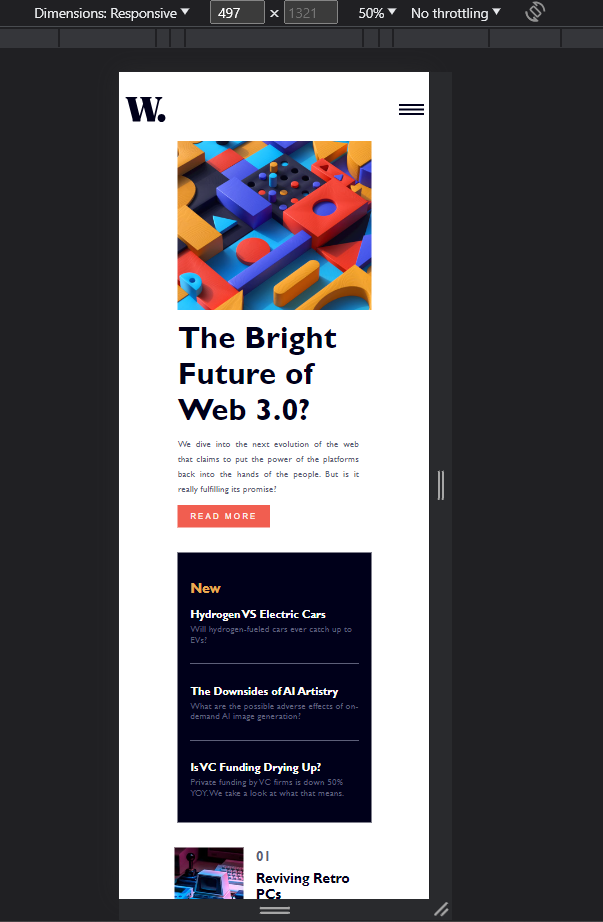 Dimensions: Responsive ▼ 497 × 1321 50% ▼ No throttling ▼
W.
The Bright
Future of
Web 3.0?
We dive into the next evolution of the web
that claims to put the power of the platforms
back into the hands of the people. But is it
really fulfilling its promise?
READ MORE
New
Hydrogen VS Electric Cars
Will hydrogen-fueled cars ever catch up to
EVs?
The Downsides of AI Artistry
What are the possible adverse effects of on-
demand AI image generation?
Is VC Funding Drying Up?
Private funding by VC firms is down 50%
YOY. We take a look at what that means.
01
Reviving Retro
PCs